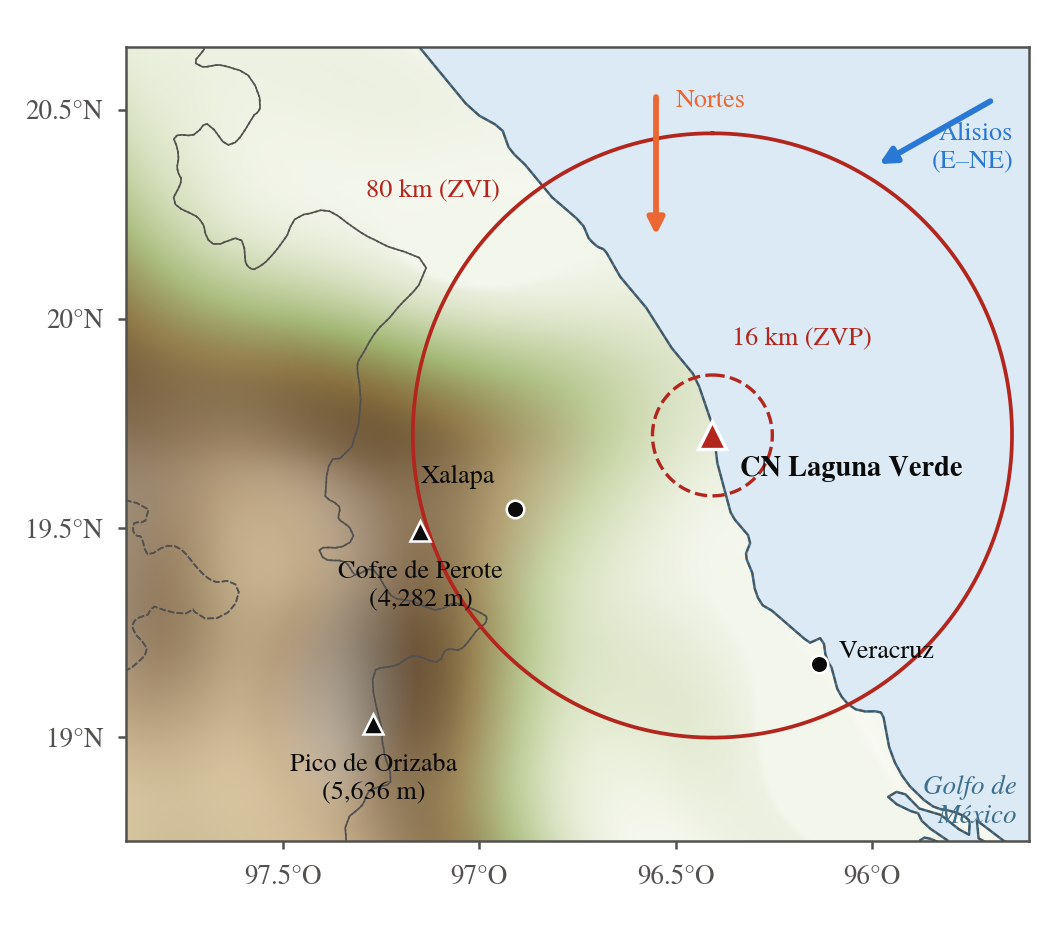 Nortes
20.5°N
Alisios
(E–NE)
80 km (ZVI)
20°N
16 km (ZVP)
Xalapa
CN Laguna Verde
19.5°N
Cofre de Perote
(4,282 m)
Veracruz
19°N
Pico de Orizaba
(5,636 m)
Golfo de
México
97.5°O
97°O
96.5°O
96°O